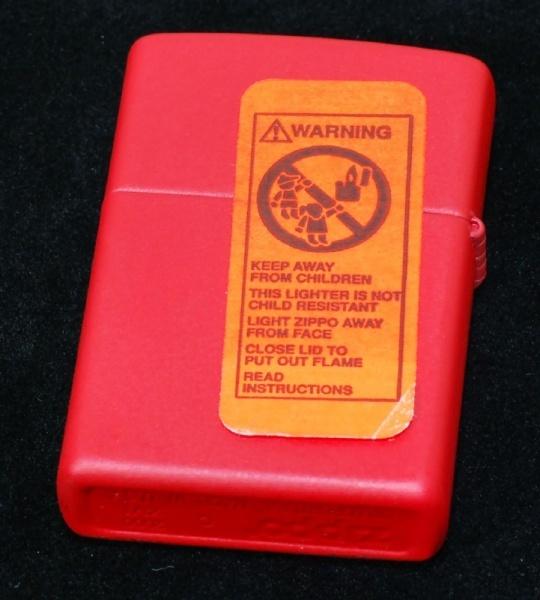 WARNING
KEEP AWAY
FROM CHILDREN
THIS LIGHTER IS NOT
CHILD RESISTANT
LIGHT ZIPPO AWAY
FROM FACE
CLOSE LID TO
PUT OUT FLAME
READ
INSTRUCTIONS